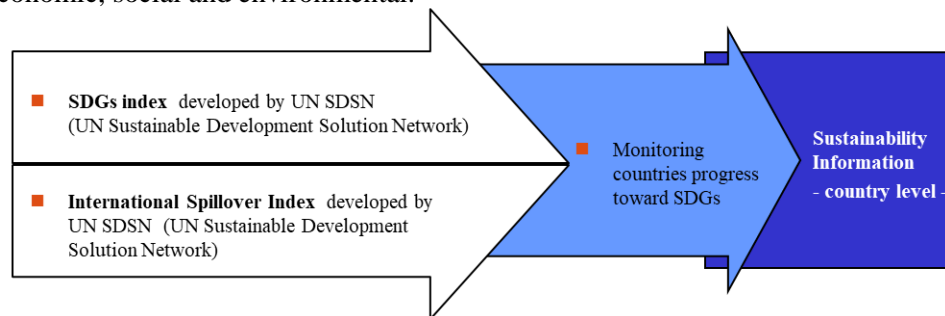 economic, social and environmental.
SDGs index developed by UN SDSN
(UN Sustainable Development Solution Network)
International Spillover Index developed by
UN SDSN (UN Sustainable Development
Solution Network)
Monitoring
countries progress
toward SDGs
Sustainability
Information
- country level -